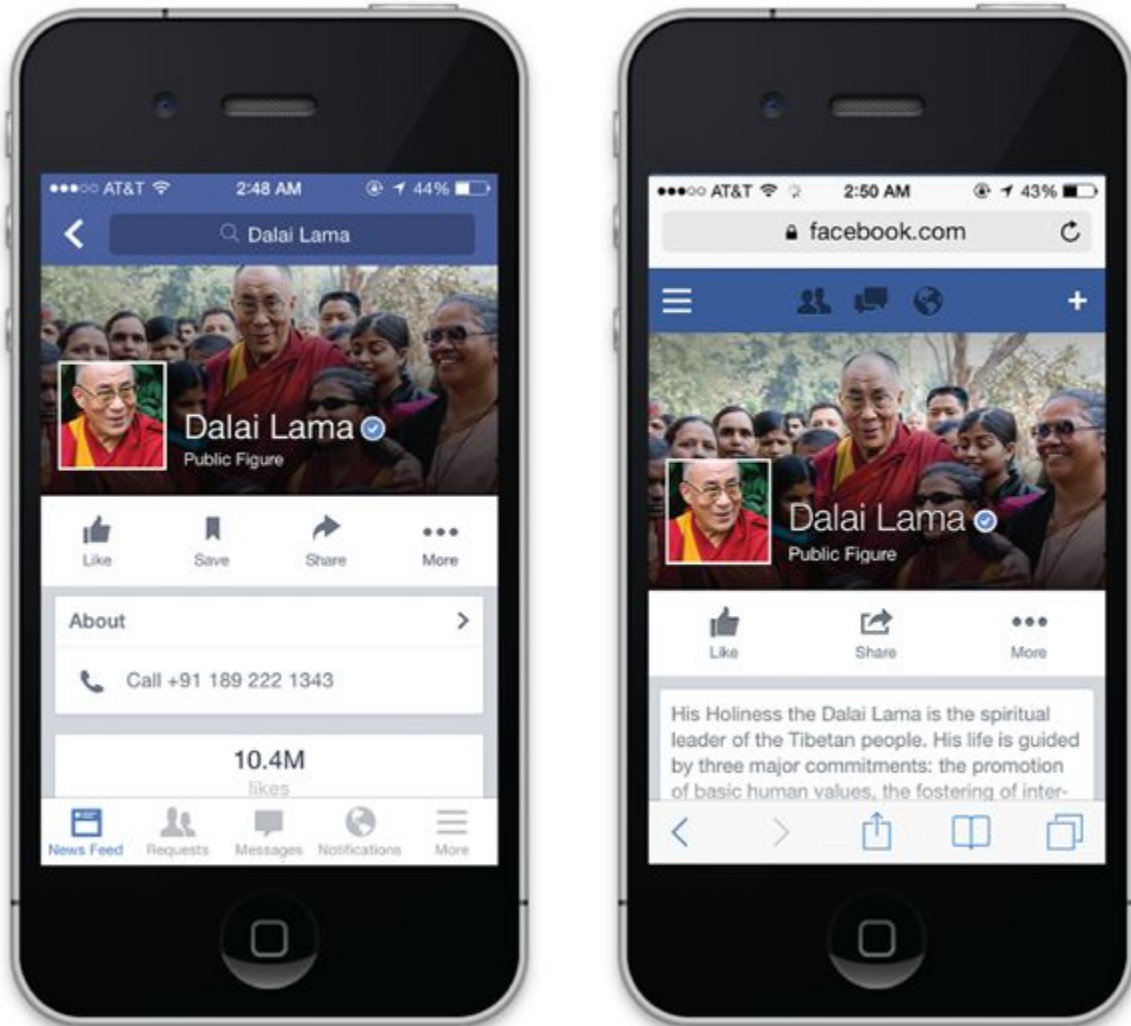 AT&T 2:48 AM 44%
Dalai Lama
Dalai Lama
Public Figure
Like Save Share More
About
Call +91 189 222 1343
10.4M
likes
News Feed Requests Messages Notifications More
AT&T 2:50 AM 43%
facebook.com
Dalai Lama
Public Figure
Like Share More
His Holiness the Dalai Lama is the spiritual
leader of the Tibetan people. His life is guided
by three major commitments: the promotion
of basic human values, the fostering of inter-